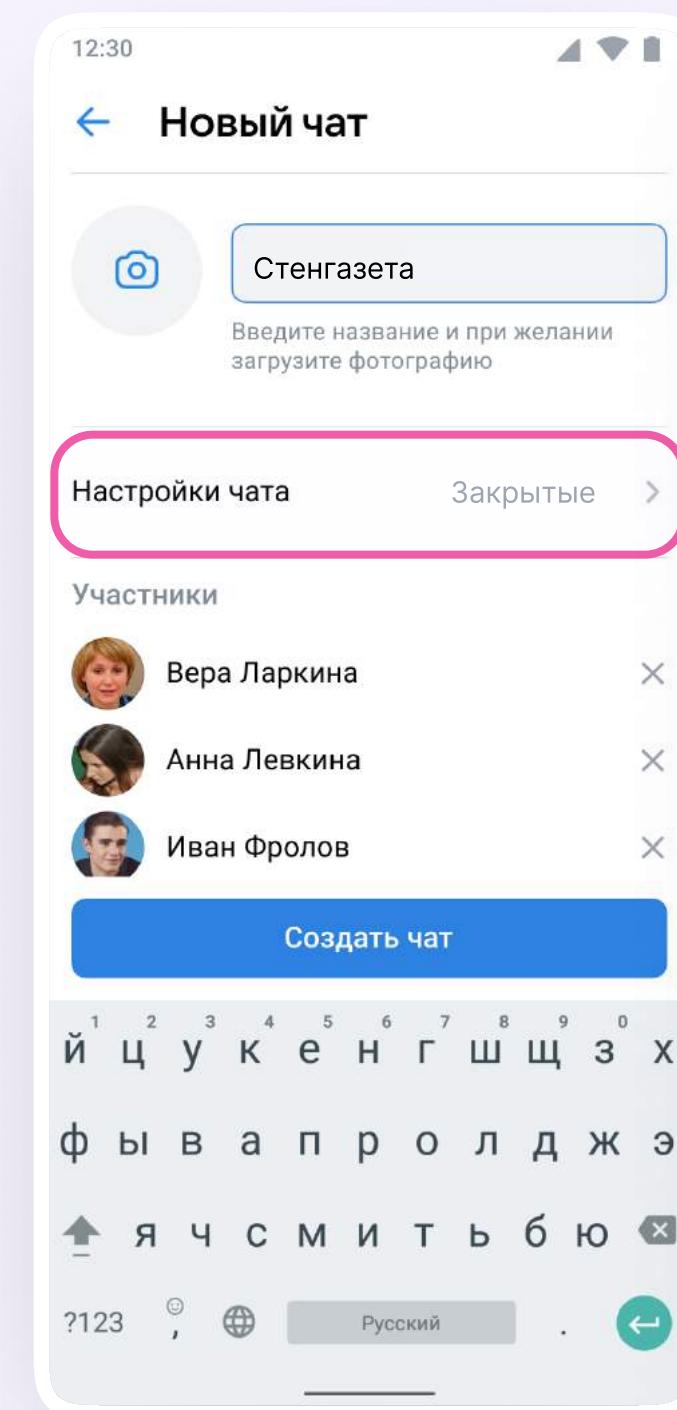 12:30
Новый чат
Стенгазета
Введите название и при желании
загрузите фотографию
Настройки чата Закрытые
Участники
Вера Ларкина
Анна Левкина
Иван Фролов
Создать чат
1 2 3 4 5 6 7 8 9 0
й ц у к е н г ш щ з х
ф ы в а п р о л д ж э
я ч с м и т ь б ю
?123 , Русский .